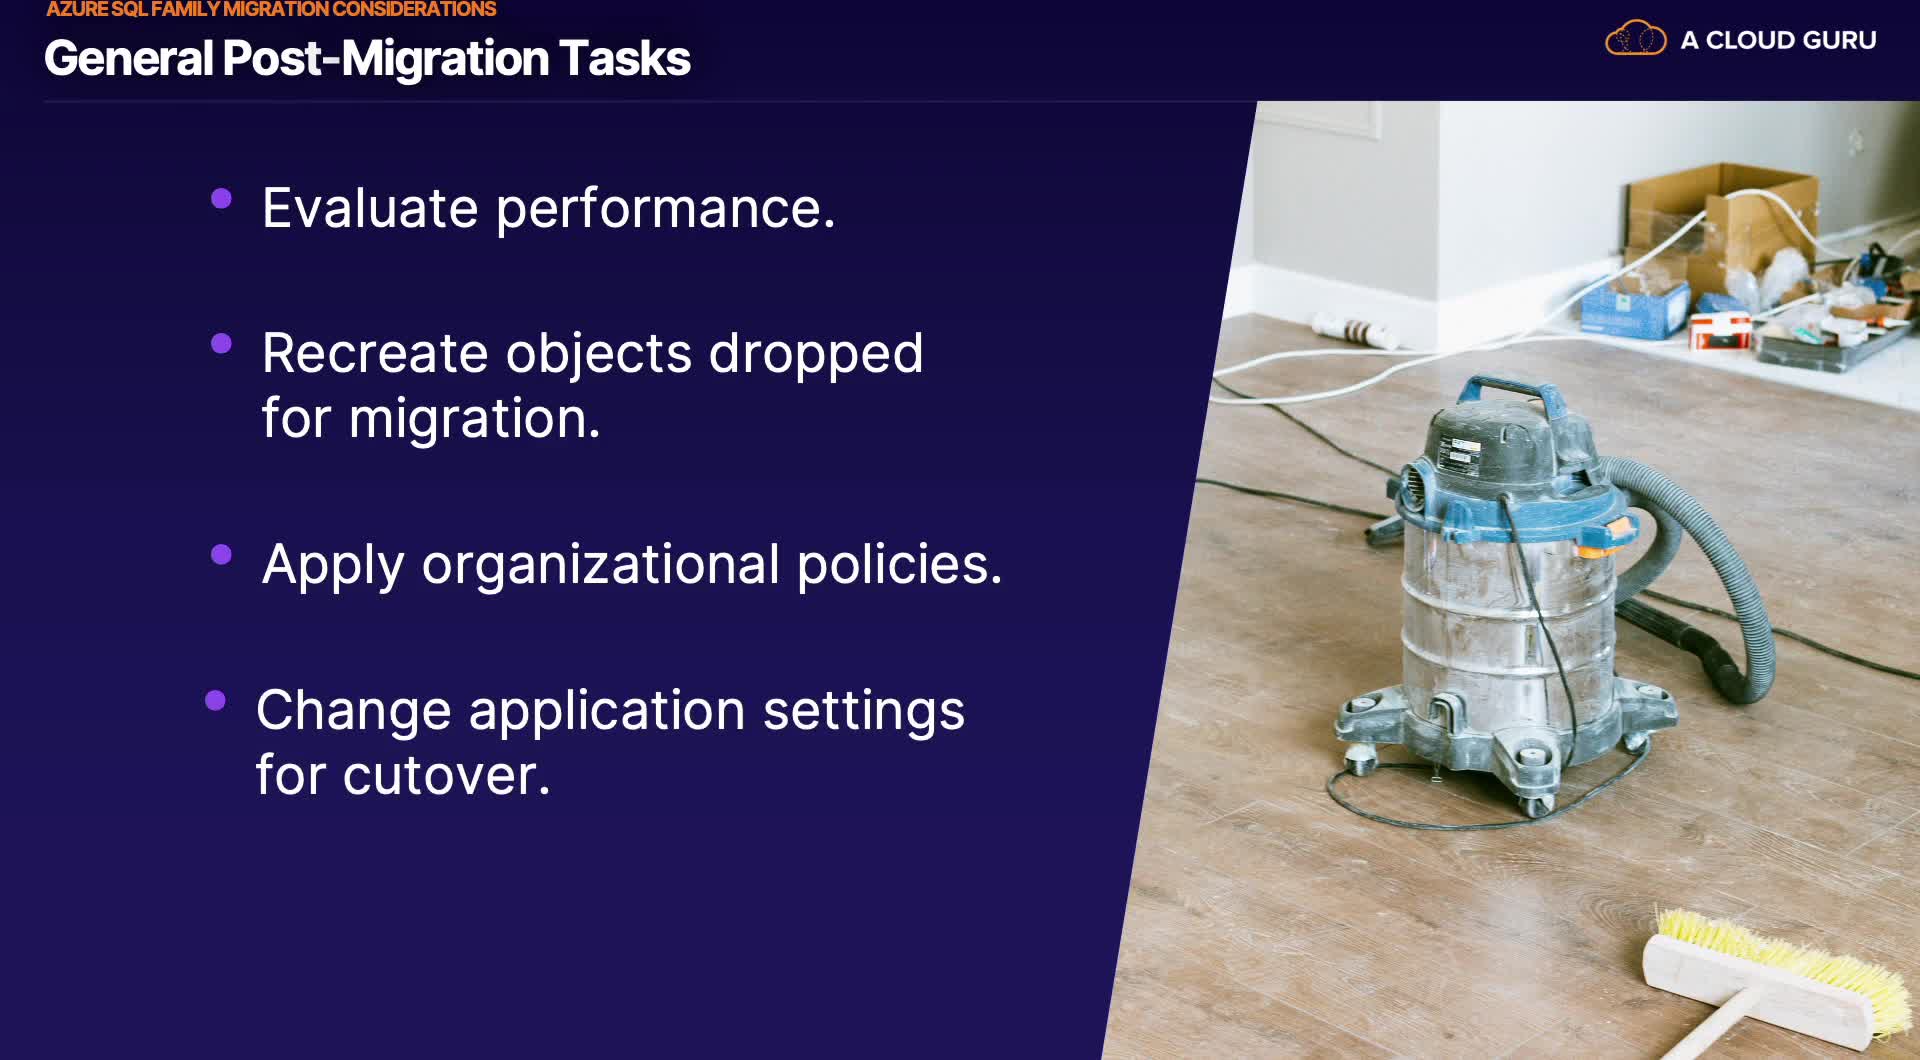 AZURE SQL FAMILY MIGRATION CONSIDERATIONS
General Post-Migration Tasks
A CLOUD GURU
Evaluate performance.
Recreate objects dropped
for migration.
Apply organizational policies.
Change application settings
for cutover.